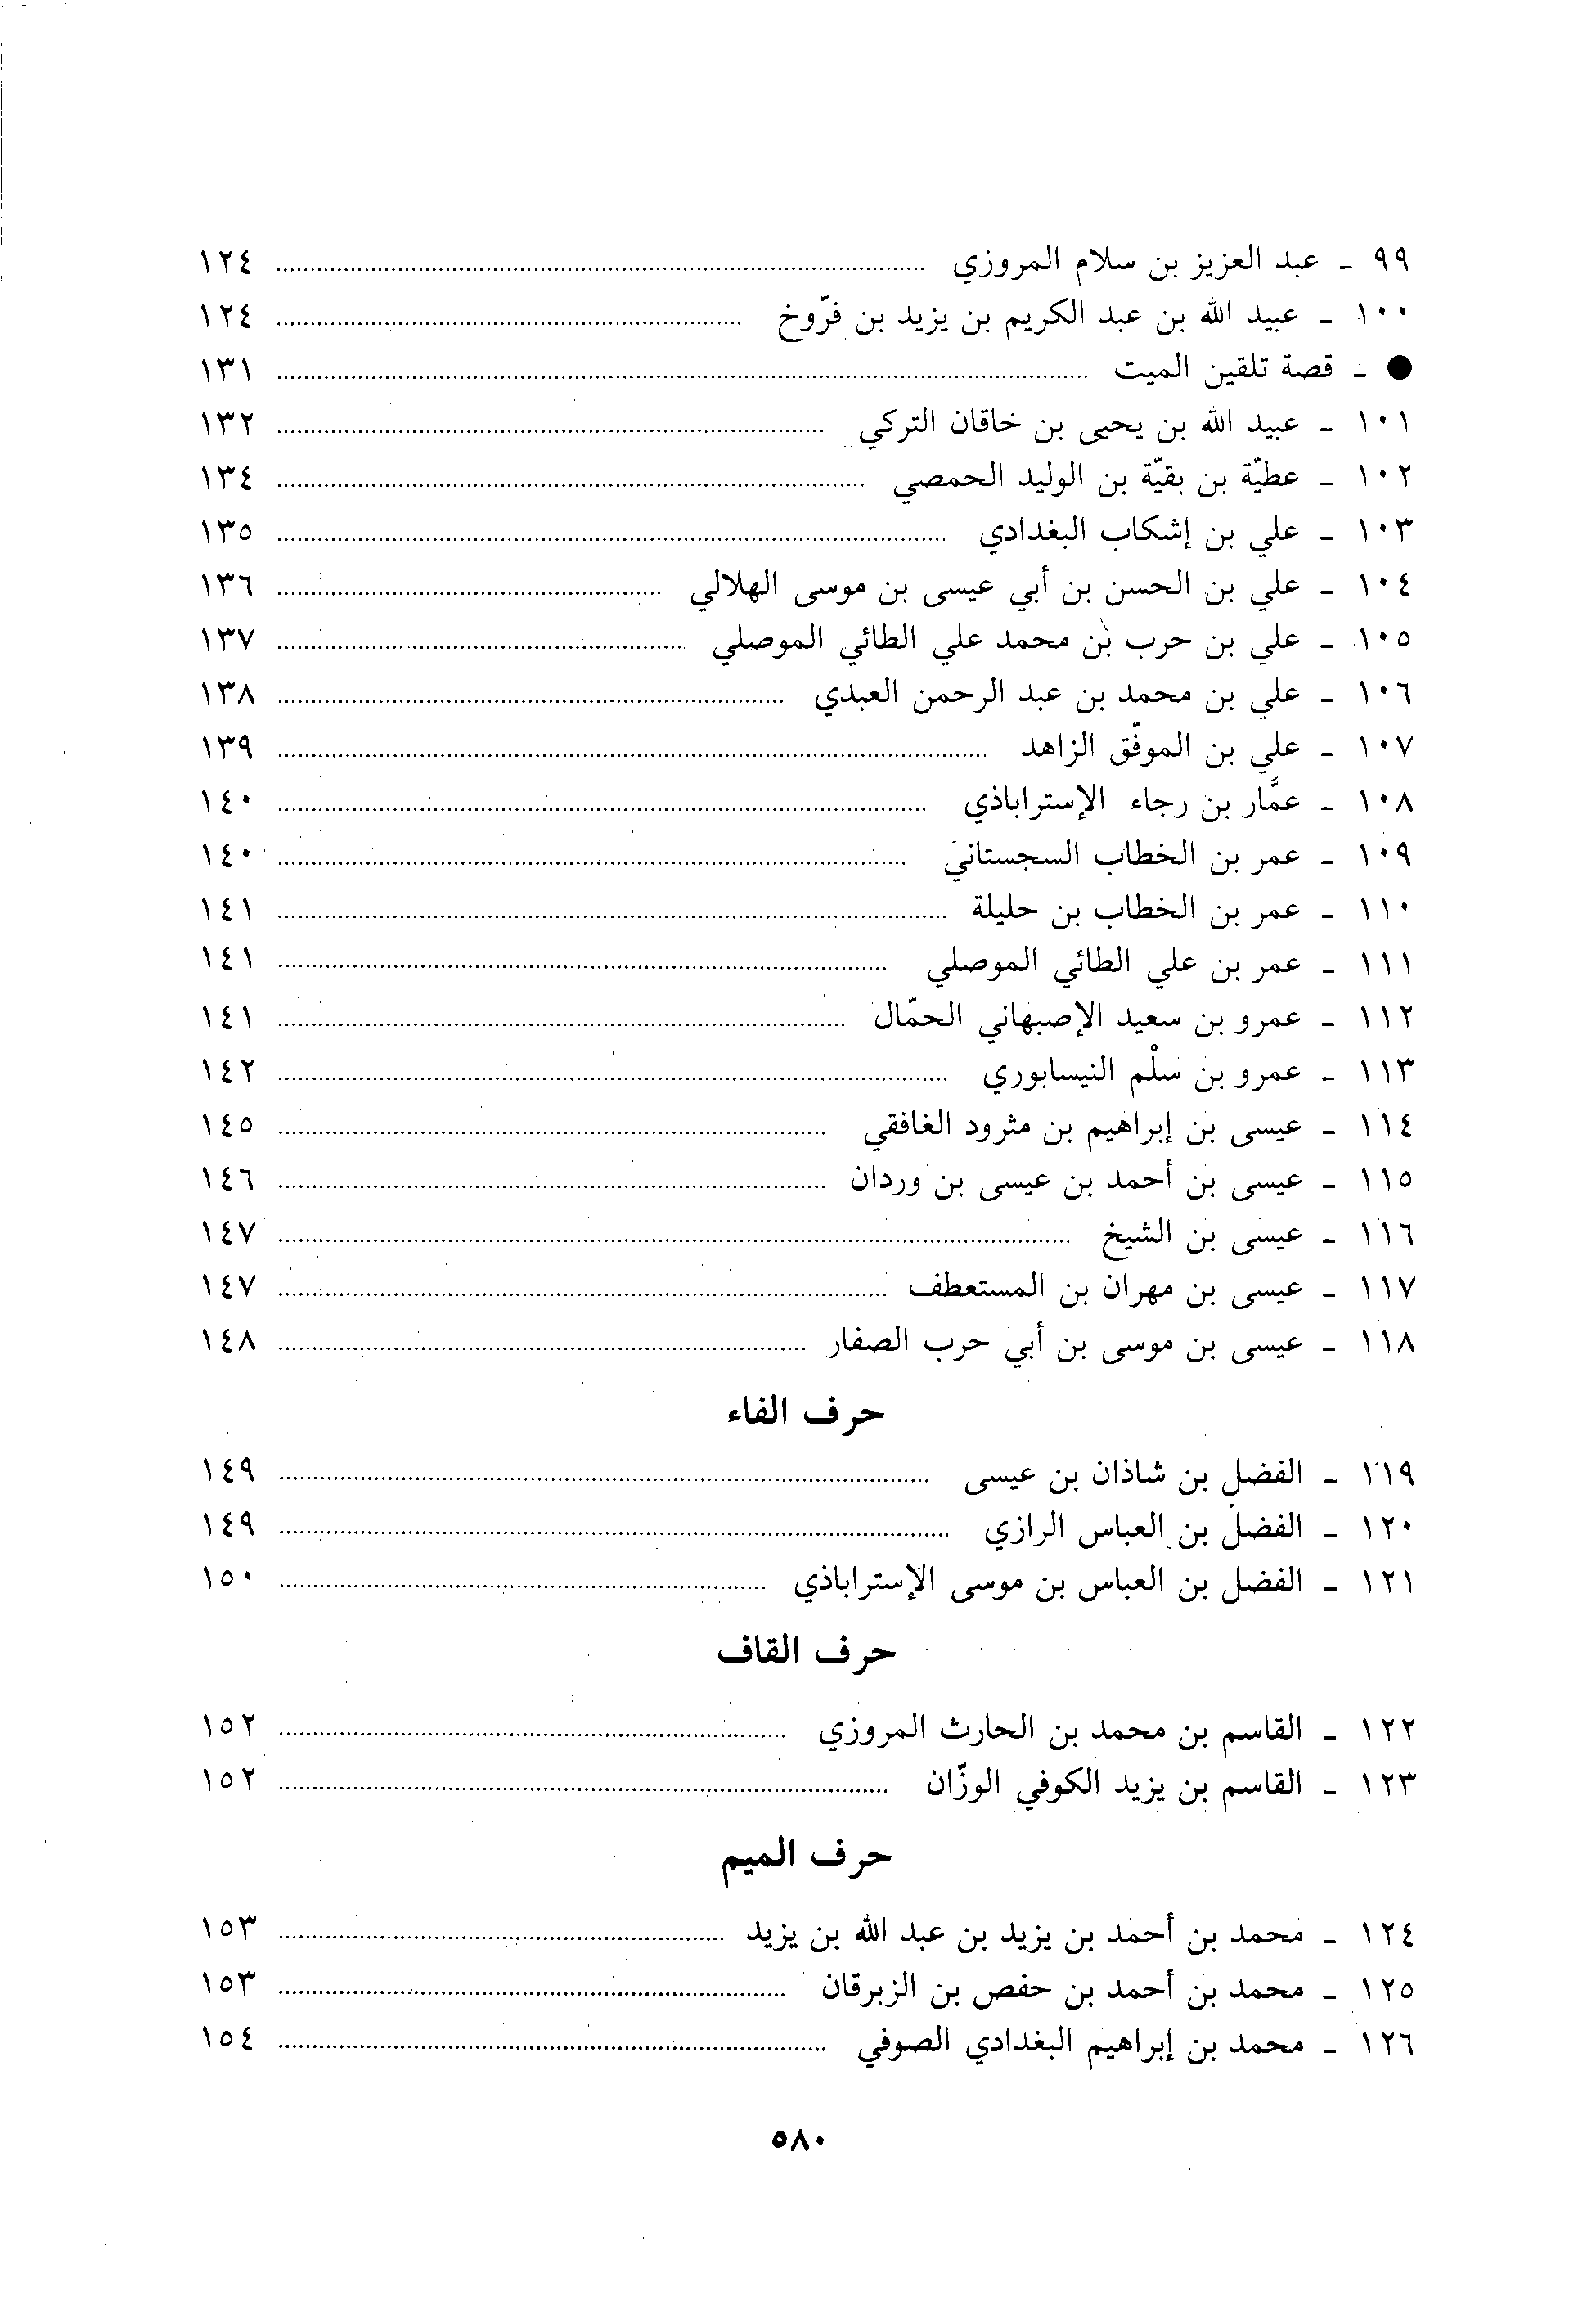 ٩٩ - عبد العزيز بن سلام المروزي ........ ١٢٤
١٠٠ - عبيد الله بن عبد الكريم بن يزيد بن فرّوخ ........ ١٢٤
● - قصة تلقين الميت ........ ١٣١
١٠١ - عبيد الله بن يحيى بن خاقان التركي ........ ١٣٢
١٠٢ - عطيّة بن بقيّة بن الوليد الحمصي ........ ١٣٤
١٠٣ - علي بن إشكاب البغدادي ........ ١٣٥
١٠٤ - علي بن الحسن بن أبي عيسى بن موسى الهلالي ........ ١٣٦
١٠٥ - علي بن حرب بن محمد علي الطائي الموصلي ........ ١٣٧
١٠٦ - علي بن محمد بن عبد الرحمن العبدي ........ ١٣٨
١٠٧ - علي بن الموفّق الزاهد ........ ١٣٩
١٠٨ - عمَّار بن رجاء الإستراباذي ........ ١٤٠
١٠٩ - عمر بن الخطاب السجستاني ........ ١٤٠
١١٠ - عمر بن الخطاب بن حليلة ........ ١٤١
١١١ - عمر بن علي الطائي الموصلي ........ ١٤١
١١٢ - عمرو بن سعيد الإصبهاني الحمّال ........ ١٤١
١١٣ - عمرو بن سلْم النيسابوري ........ ١٤٢
١١٤ - عيسى بن إبراهيم بن مثرود الغافقي ........ ١٤٥
١١٥ - عيسى بن أحمد بن عيسى بن وردان ........ ١٤٦
١١٦ - عيسى بن الشيخ ........ ١٤٧
١١٧ - عيسى بن مهران بن المستعطف ........ ١٤٧
١١٨ - عيسى بن موسى بن أبي حرب الصفار ........ ١٤٨
حرف الفاء
١١٩ - الفضل بن شاذان بن عيسى ........ ١٤٩
١٢٠ - الفضل بن العباس الرازي ........ ١٤٩
١٢١ - الفضل بن العباس بن موسى الإستراباذي ........ ١٥٠
حرف القاف
١٢٢ - القاسم بن محمد بن الحارث المروزي ........ ١٥٢
١٢٣ - القاسم بن يزيد الكوفي الوزّان ........ ١٥٢
حرف الميم
١٢٤ - محمد بن أحمد بن يزيد بن عبد الله بن يزيد ........ ١٥٣
١٢٥ - محمد بن أحمد بن حفص بن الزبرقان ........ ١٥٣
١٢٦ - محمد بن إبراهيم البغدادي الصوفي ........ ١٥٤
٥٨٠